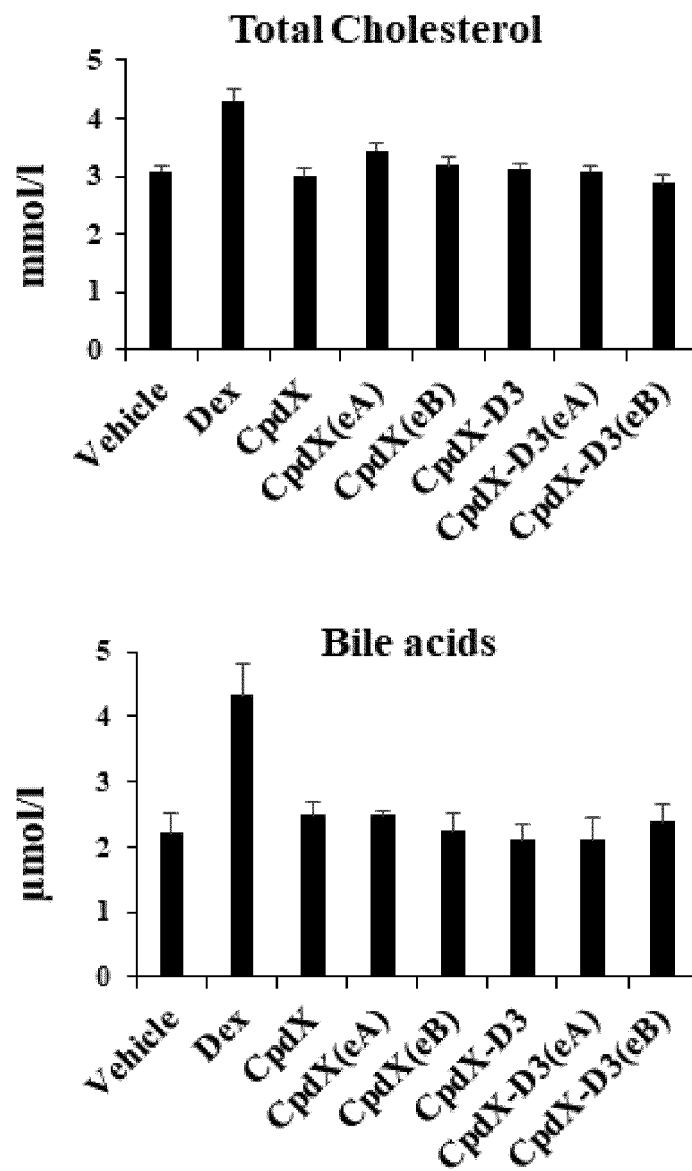 Total Cholesterol
5
4
3
2
1
0
mmol/l
Vehicle
Dex
CpdX
CpdX(eA)
CpdX(eB)
CpdX-D3
CpdX-D3(eA)
CpdX-D3(eB)
Bile acids
5
4
3
2
1
0
µmol/l
Vehicle
Dex
CpdX
CpdX(eA)
CpdX(eB)
CpdX-D3
CpdX-D3(eA)
CpdX-D3(eB)